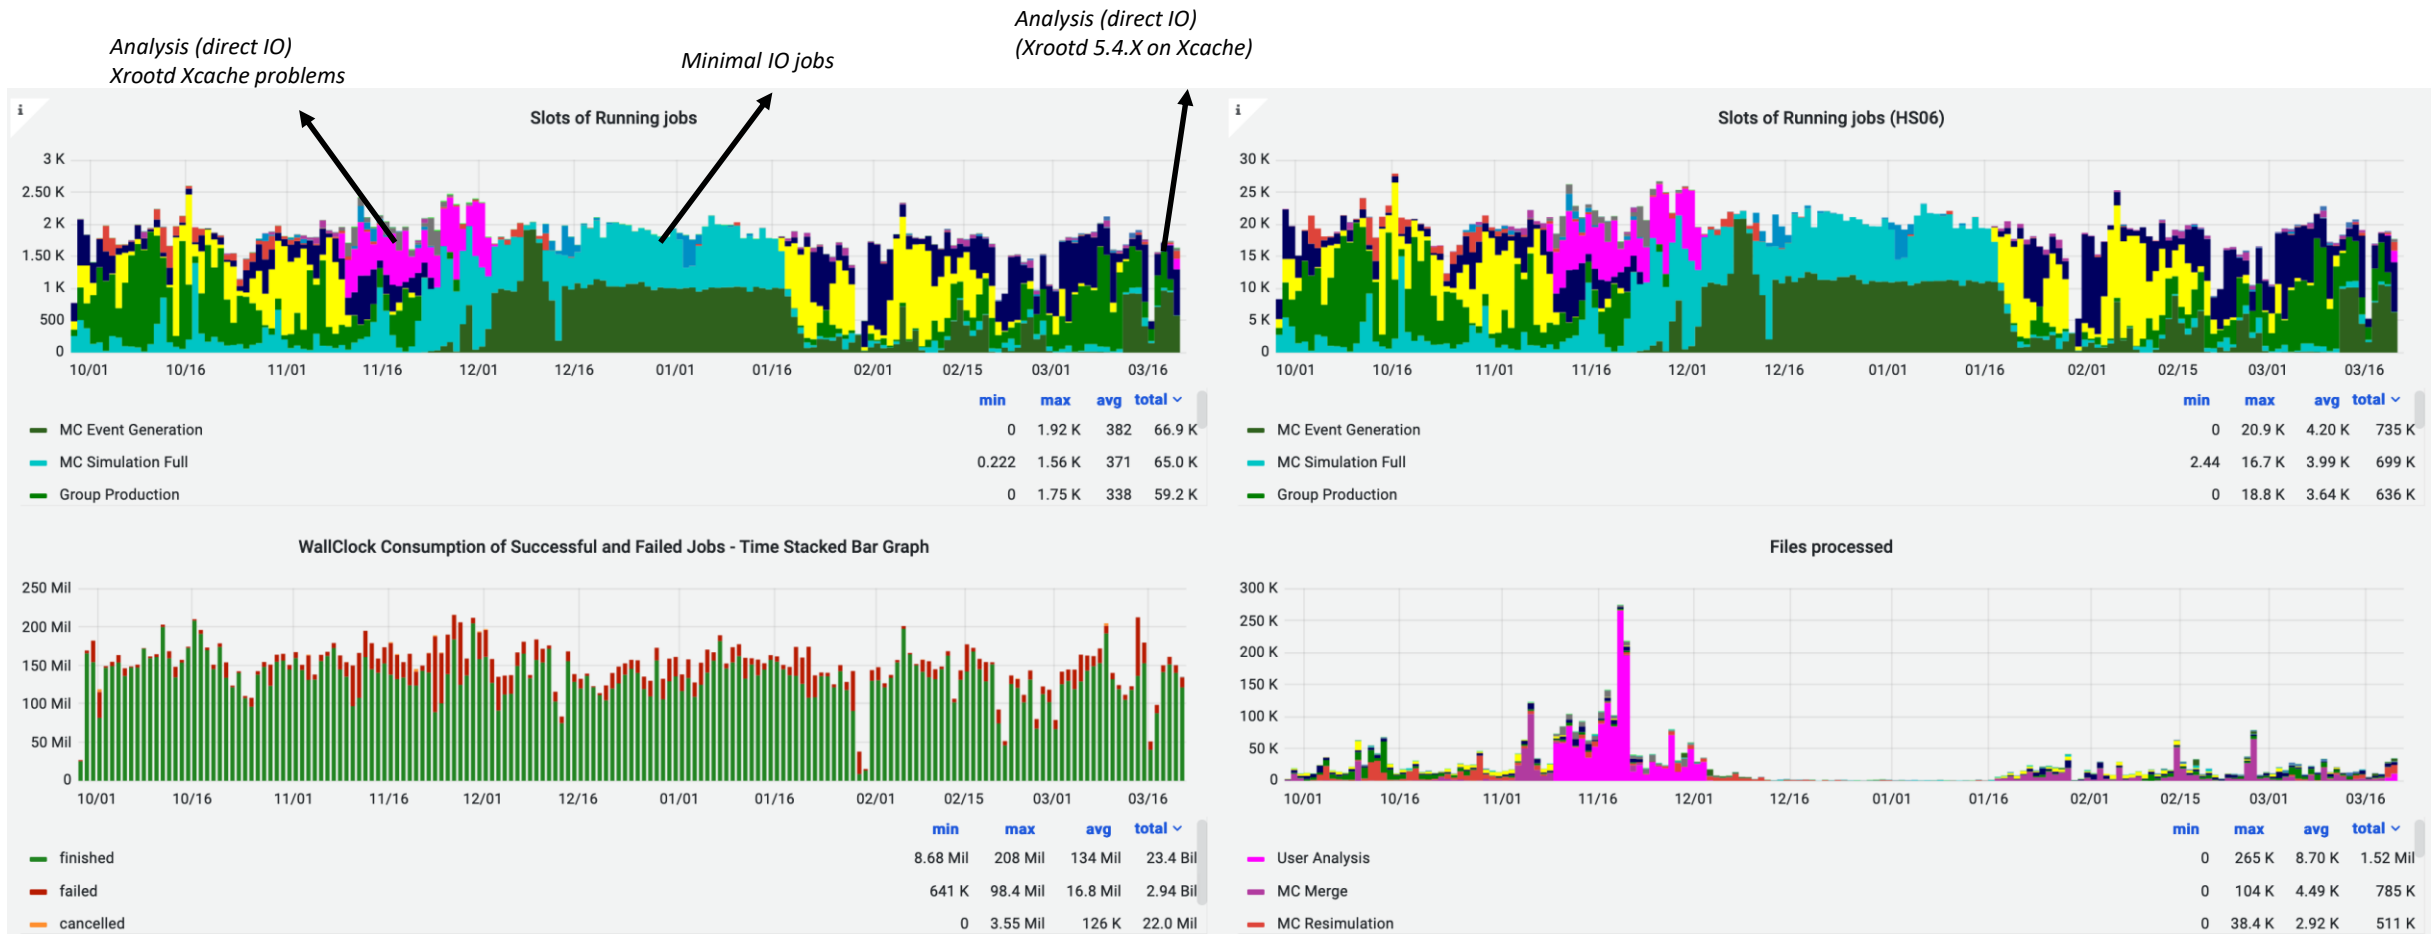 Analysis (direct IO)
Xrootd Xcache problems
Minimal IO jobs
Analysis (direct IO)
(Xrootd 5.4.X on Xcache)
i
Slots of Running jobs
3 K
2.50 K
2 K
1.50 K
1 K
500
0
10/01 10/16 11/01 11/16 12/01 12/16 01/01 01/16 02/01 02/15 03/01 03/16
min max avg total
MC Event Generation 0 1.92 K 382 66.9 K
MC Simulation Full 0.222 1.56 K 371 65.0 K
Group Production 0 1.75 K 338 59.2 K
i
Slots of Running jobs (HS06)
30 K
25 K
20 K
15 K
10 K
5 K
0
10/01 10/16 11/01 11/16 12/01 12/16 01/01 01/16 02/01 02/15 03/01 03/16
min max avg total
MC Event Generation 0 20.9 K 4.20 K 735 K
MC Simulation Full 2.44 16.7 K 3.99 K 699 K
Group Production 0 18.8 K 3.64 K 636 K
WallClock Consumption of Successful and Failed Jobs - Time Stacked Bar Graph
250 Mil
200 Mil
150 Mil
100 Mil
50 Mil
0
10/01 10/16 11/01 11/16 12/01 12/16 01/01 01/16 02/01 02/15 03/01 03/16
min max avg total
finished 8.68 Mil 208 Mil 134 Mil 23.4 Bil
failed 641 K 98.4 Mil 16.8 Mil 2.94 Bil
cancelled 0 3.55 Mil 126 K 22.0 Mil
Files processed
300 K
250 K
200 K
150 K
100 K
50 K
0
10/01 10/16 11/01 11/16 12/01 12/16 01/01 01/16 02/01 02/15 03/01 03/16
min max avg total
User Analysis 0 265 K 8.70 K 1.52 Mil
MC Merge 0 104 K 4.49 K 785 K
MC Resimulation 0 38.4 K 2.92 K 511 K